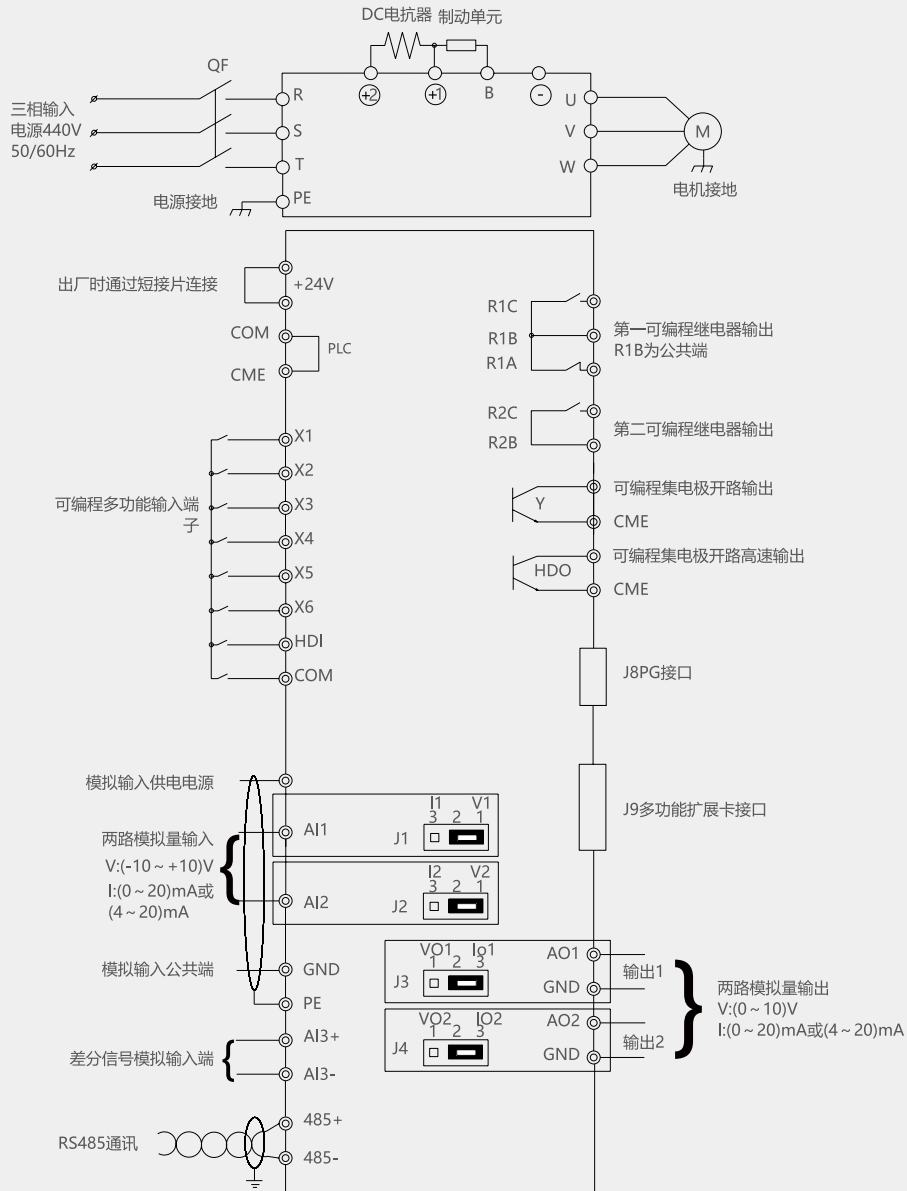 DC电抗器 制动单元
QF
+2 +1 B -
三相输入
电源440V
50/60Hz
R
S
T
PE
电源接地
U
V
W
M
电机接地
出厂时通过短接片连接
+24V
COM
PLC
CME
R1C
R1B
R1A
第一可编程继电器输出
R1B为公共端
R2C
R2B
第二可编程继电器输出
X1
X2
X3
X4
X5
X6
HDI
COM
可编程多功能输入端
子
Y
可编程集电极开路输出
CME
HDO
可编程集电极开路高速输出
CME
J8PG接口
J9多功能扩展卡接口
模拟输入供电电源
两路模拟量输入
V:(-10~+10)V
I:(0~20)mA或
(4~20)mA
AI1
I1 V1
3 2 1
J1
AI2
I2 V2
3 2 1
J2
模拟输入公共端
GND
PE
VO1 Io1
1 2 3
J3
AO1
GND
输出1
VO2 IO2
1 2 3
J4
AO2
GND
输出2
两路模拟量输出
V:(0~10)V
I:(0~20)mA或(4~20)mA
差分信号模拟输入端
AI3+
AI3-
RS485通讯
485+
485-